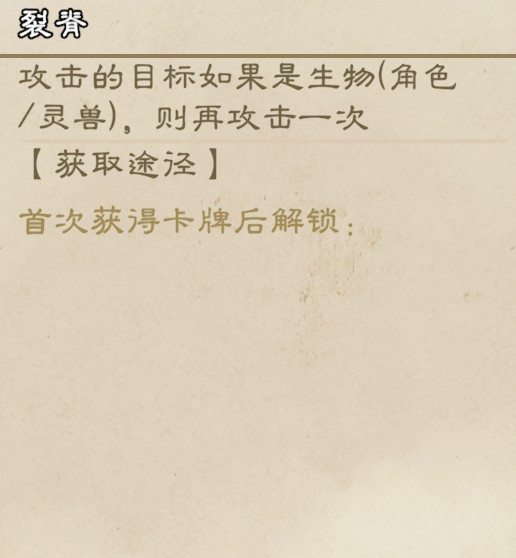 裂脊
攻击的目标如果是生物(角色
/灵兽)，则再攻击一次
【获取途径】
首次获得卡牌后解锁：